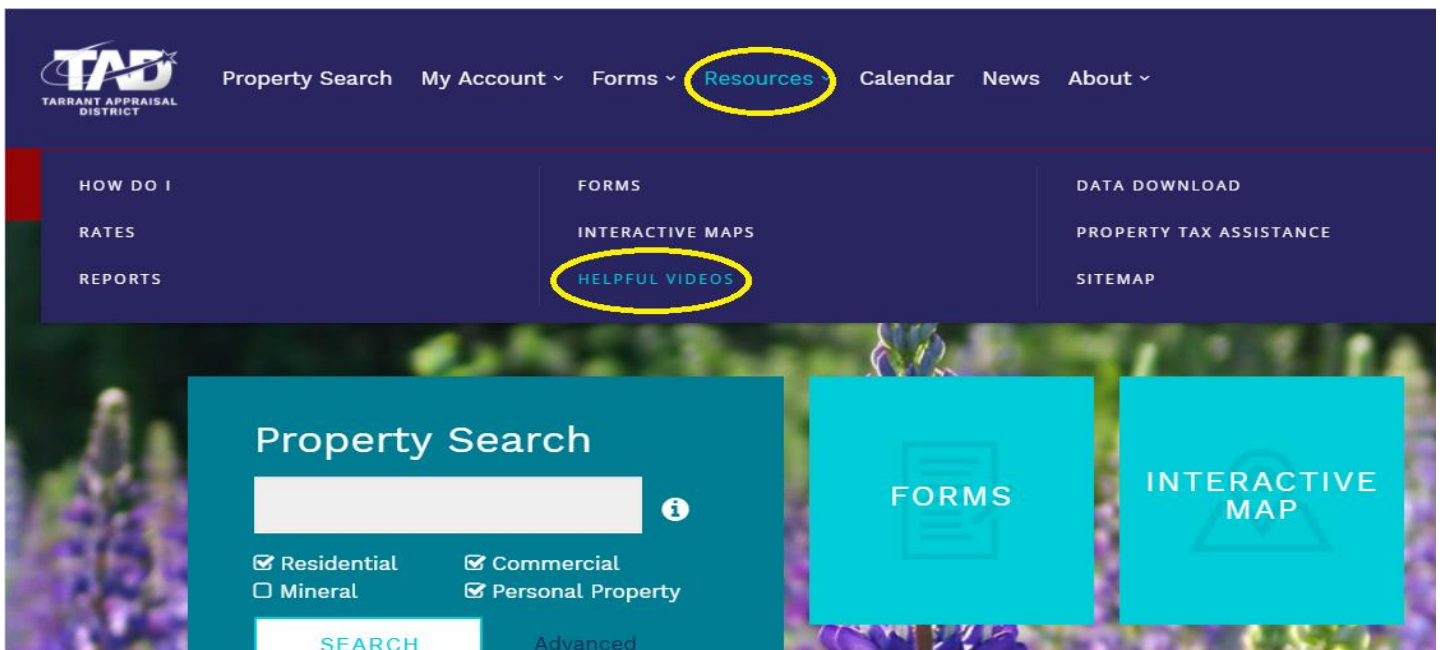 TAD
TARRANT APPRAISAL
DISTRICT
Property Search My Account Forms Resources Calendar News About
HOW DO I
RATES
REPORTS
FORMS
INTERACTIVE MAPS
HELPFUL VIDEOS
DATA DOWNLOAD
PROPERTY TAX ASSISTANCE
SITEMAP
Property Search
Residential Commercial
Mineral Personal Property
SEARCH Advanced
FORMS
INTERACTIVE
MAP